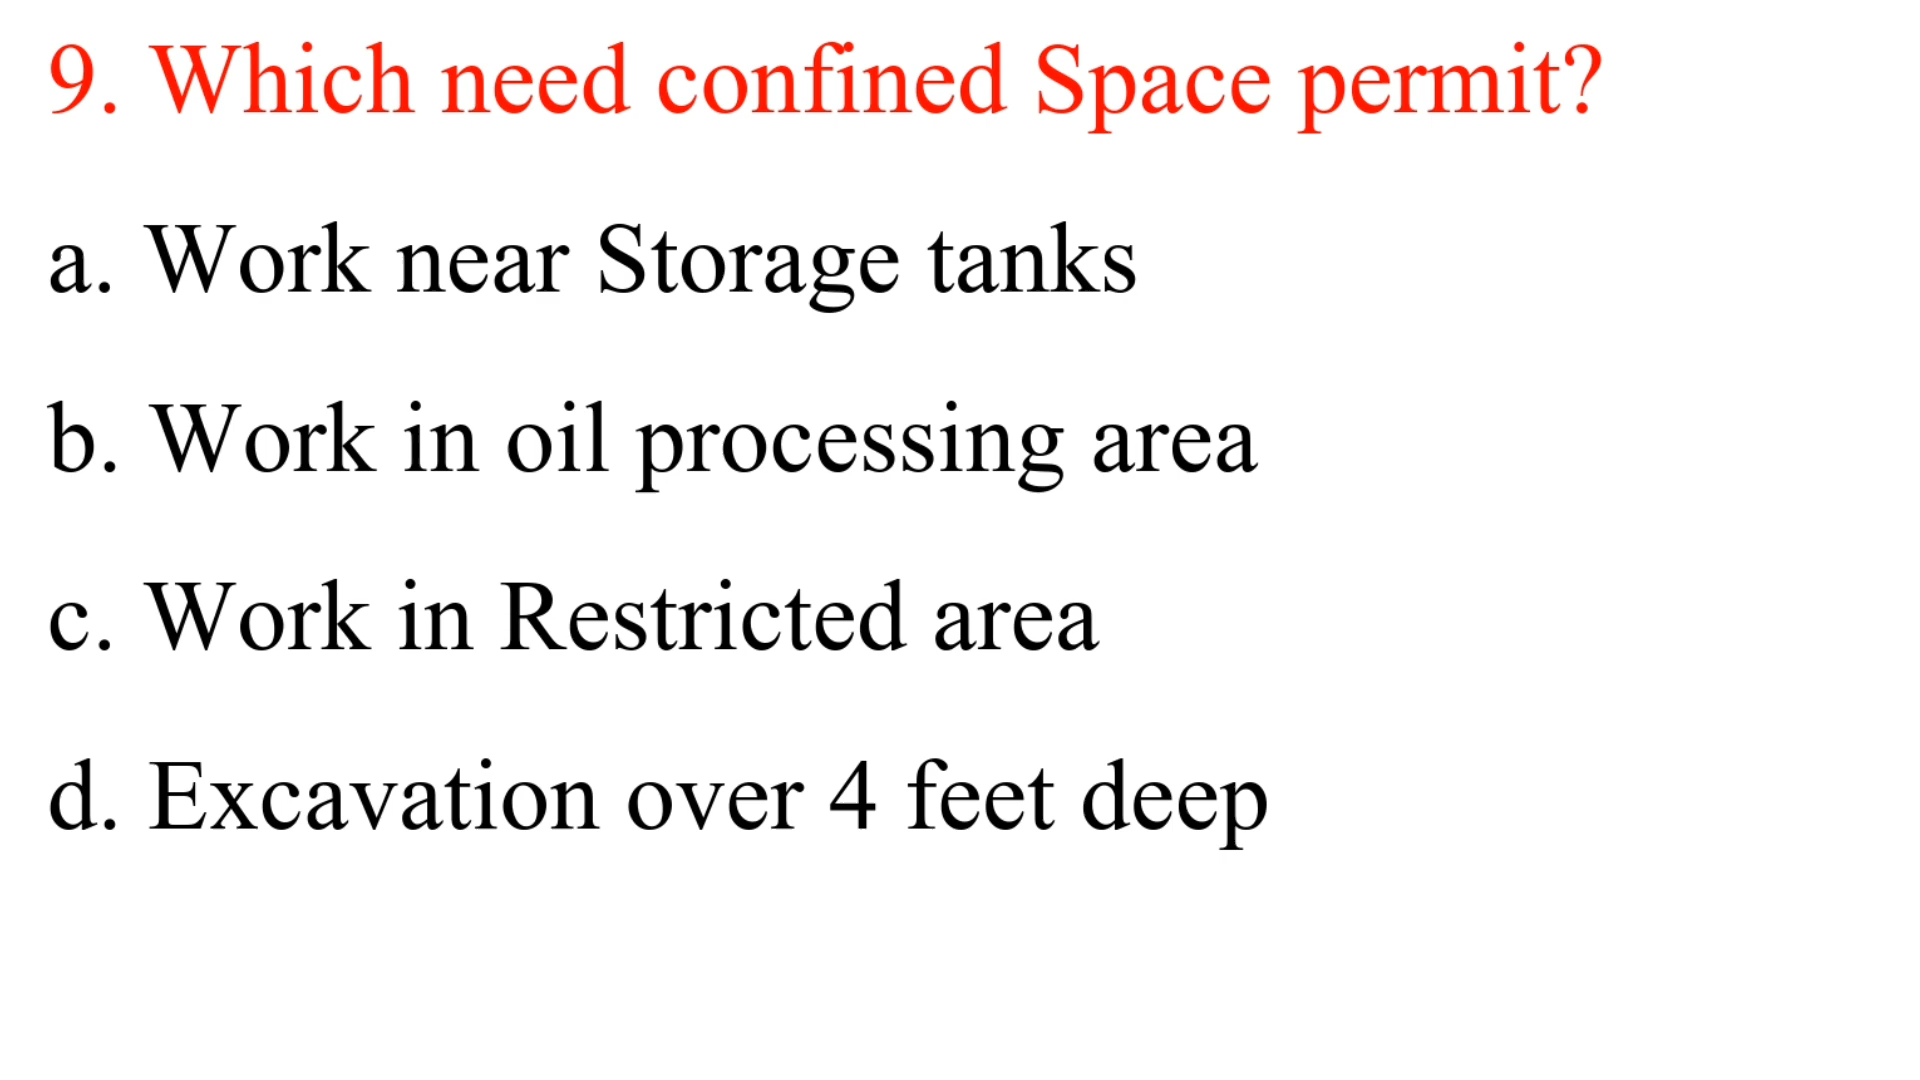 9. Which need confined Space permit?
a. Work near Storage tanks
b. Work in oil processing area
c. Work in Restricted area
d. Excavation over 4 feet deep